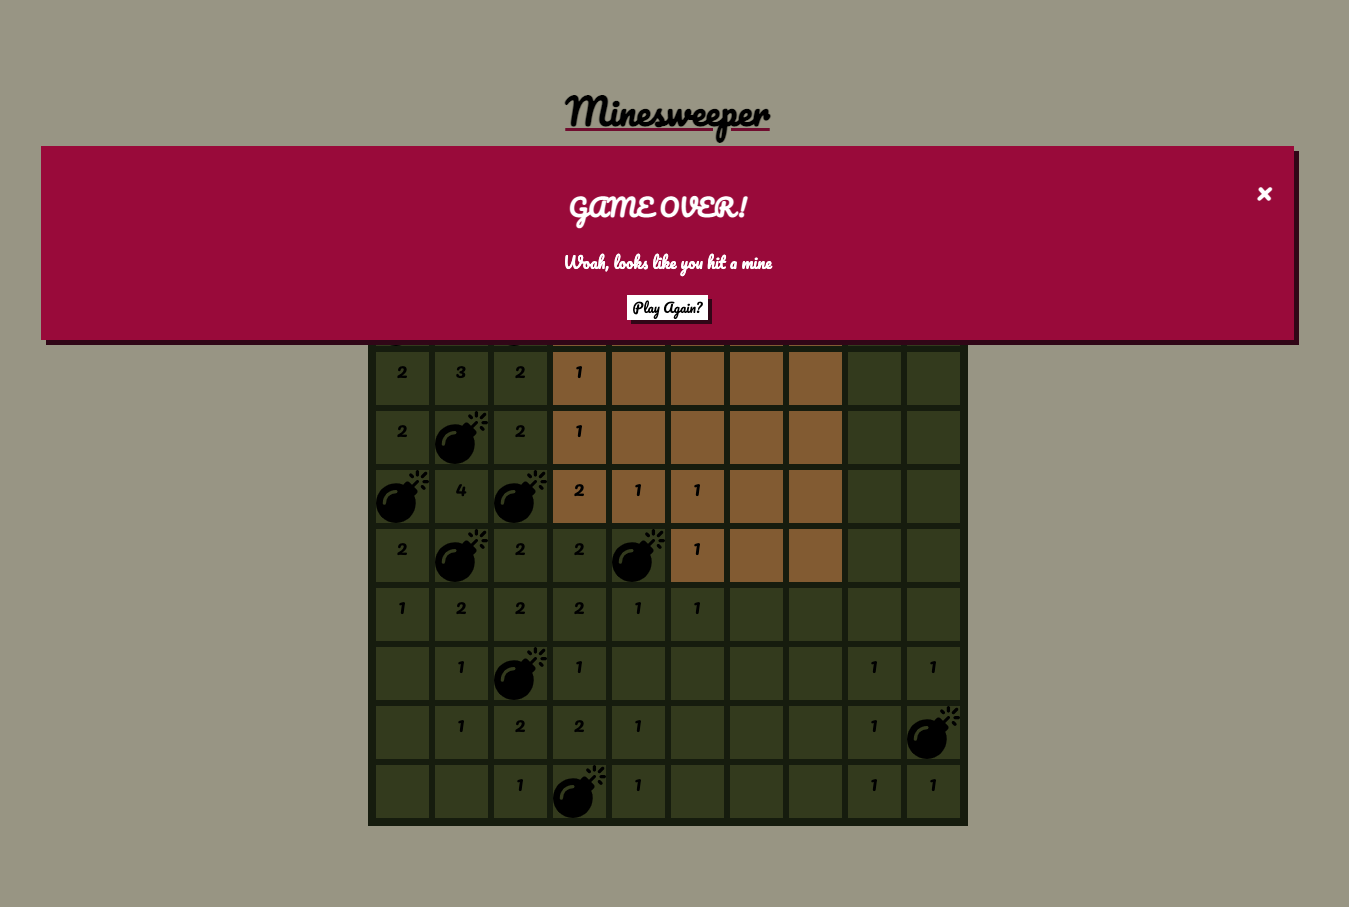 Minesweeper
GAME OVER!
×
Woah, looks like you hit a mine
Play Again?
2 3 2 1
2 2 1
4 2 1 1
2 2 2 1
1 2 2 2 1 1
1 1 1 1
1 2 2 1 1
1 1 1 1